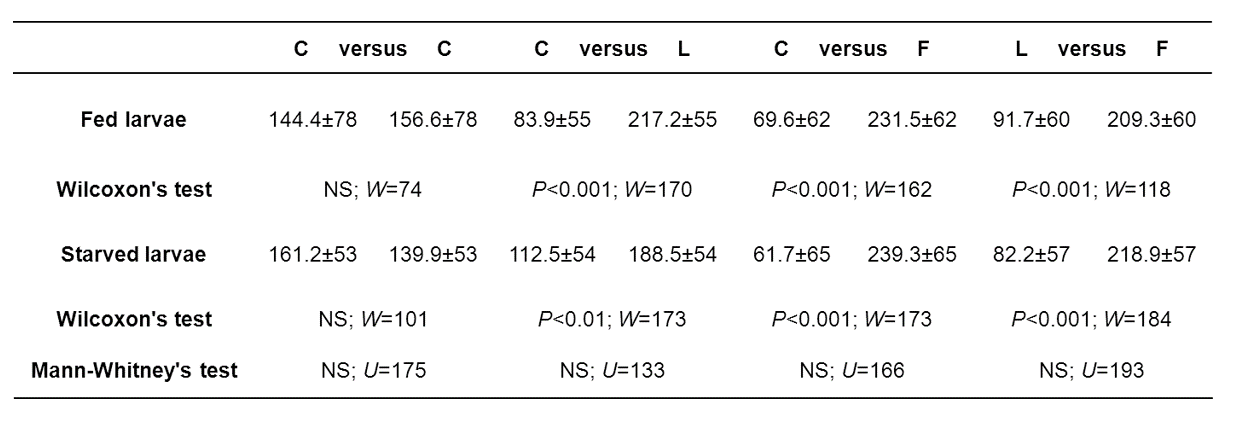 C versus C C versus L C versus F L versus F
Fed larvae 144.4±78 156.6±78 83.9±55 217.2±55 69.6±62 231.5±62 91.7±60 209.3±60
Wilcoxon's test NS; W=74 P<0.001; W=170 P<0.001; W=162 P<0.001; W=118
Starved larvae 161.2±53 139.9±53 112.5±54 188.5±54 61.7±65 239.3±65 82.2±57 218.9±57
Wilcoxon's test NS; W=101 P<0.01; W=173 P<0.001; W=173 P<0.001; W=184
Mann-Whitney's test NS; U=175 NS; U=133 NS; U=166 NS; U=193